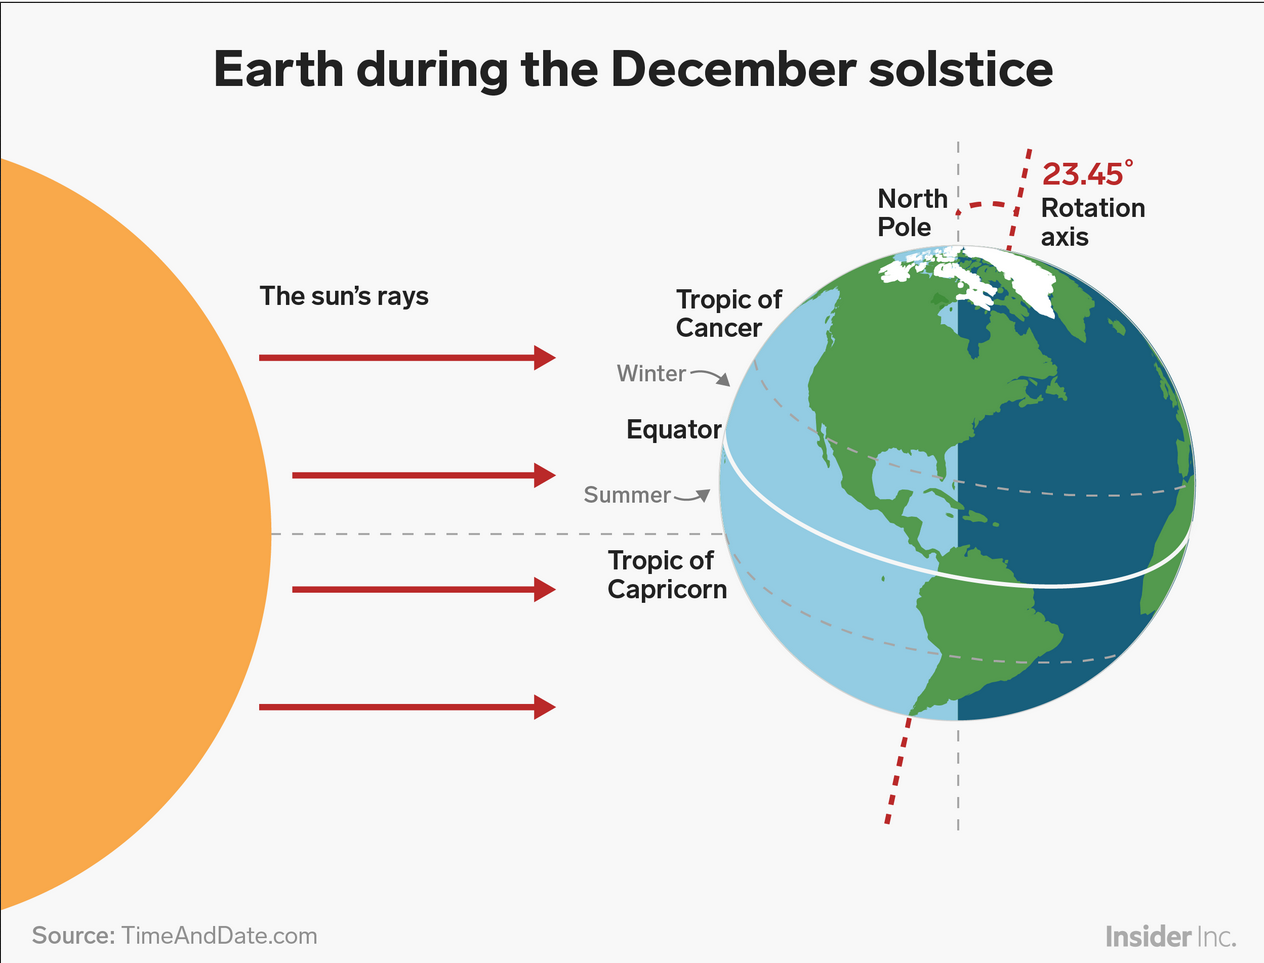 Earth during the December solstice
North
Pole
23.45°
Rotation
axis
The sun's rays
Tropic of
Cancer
Winter
Equator
Summer
Tropic of
Capricorn
Source: TimeAndDate.com
Insider Inc.